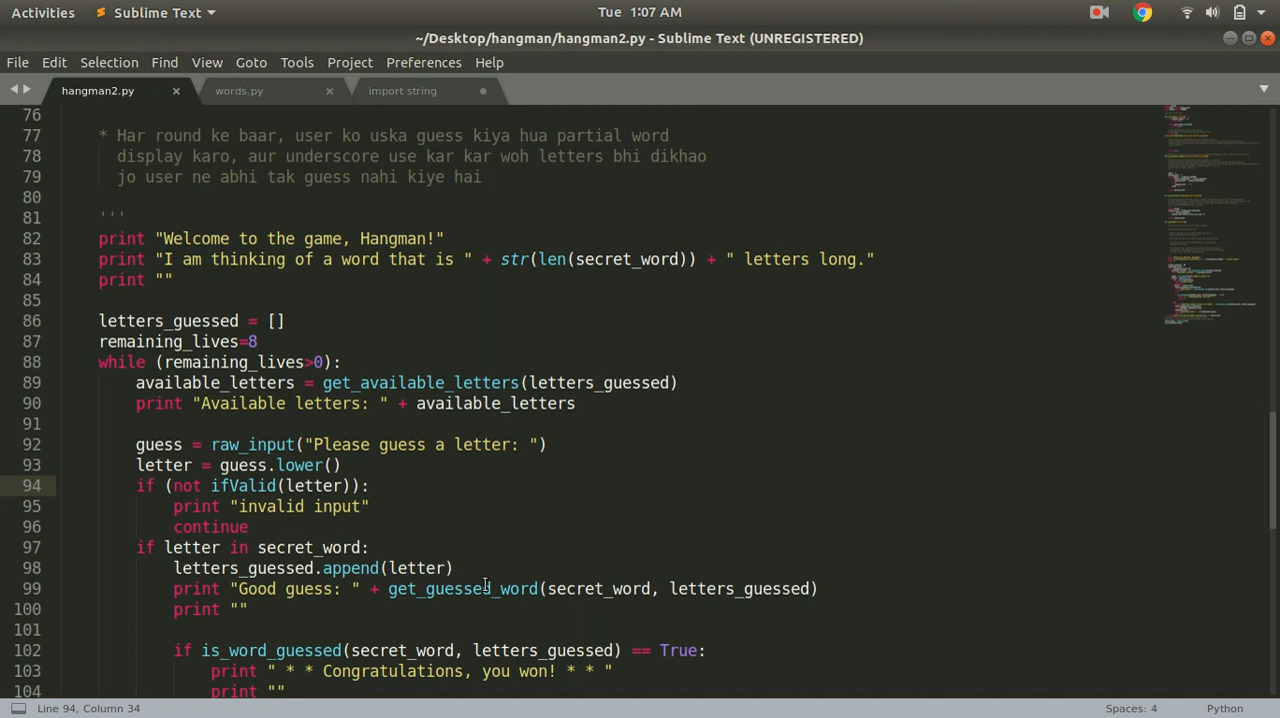 Activities Sublime Text Tue 1:07 AM
~/Desktop/hangman/hangman2.py - Sublime Text (UNREGISTERED)
File Edit Selection Find View Goto Tools Project Preferences Help
hangman2.py × words.py × import string
76
77 * Har round ke baar, user ko uska guess kiya hua partial word
78 display karo, aur underscore use kar kar woh letters bhi dikhao
79 jo user ne abhi tak guess nahi kiye hai
80
81 '''
82 print "Welcome to the game, Hangman!"
83 print "I am thinking of a word that is " + str(len(secret_word)) + " letters long."
84 print ""
85
86 letters_guessed = []
87 remaining_lives=8
88 while (remaining_lives>0):
89 available_letters = get_available_letters(letters_guessed)
90 print "Available letters: " + available_letters
91
92 guess = raw_input("Please guess a letter: ")
93 letter = guess.lower()
94 if (not ifValid(letter)):
95 print "invalid input"
96 continue
97 if letter in secret_word:
98 letters_guessed.append(letter)
99 print "Good guess: " + get_guessed_word(secret_word, letters_guessed)
100 print ""
101
102 if is_word_guessed(secret_word, letters_guessed) == True:
103 print " * * Congratulations, you won! * * "
104 print ""
Line 94, Column 34 Spaces: 4 Python